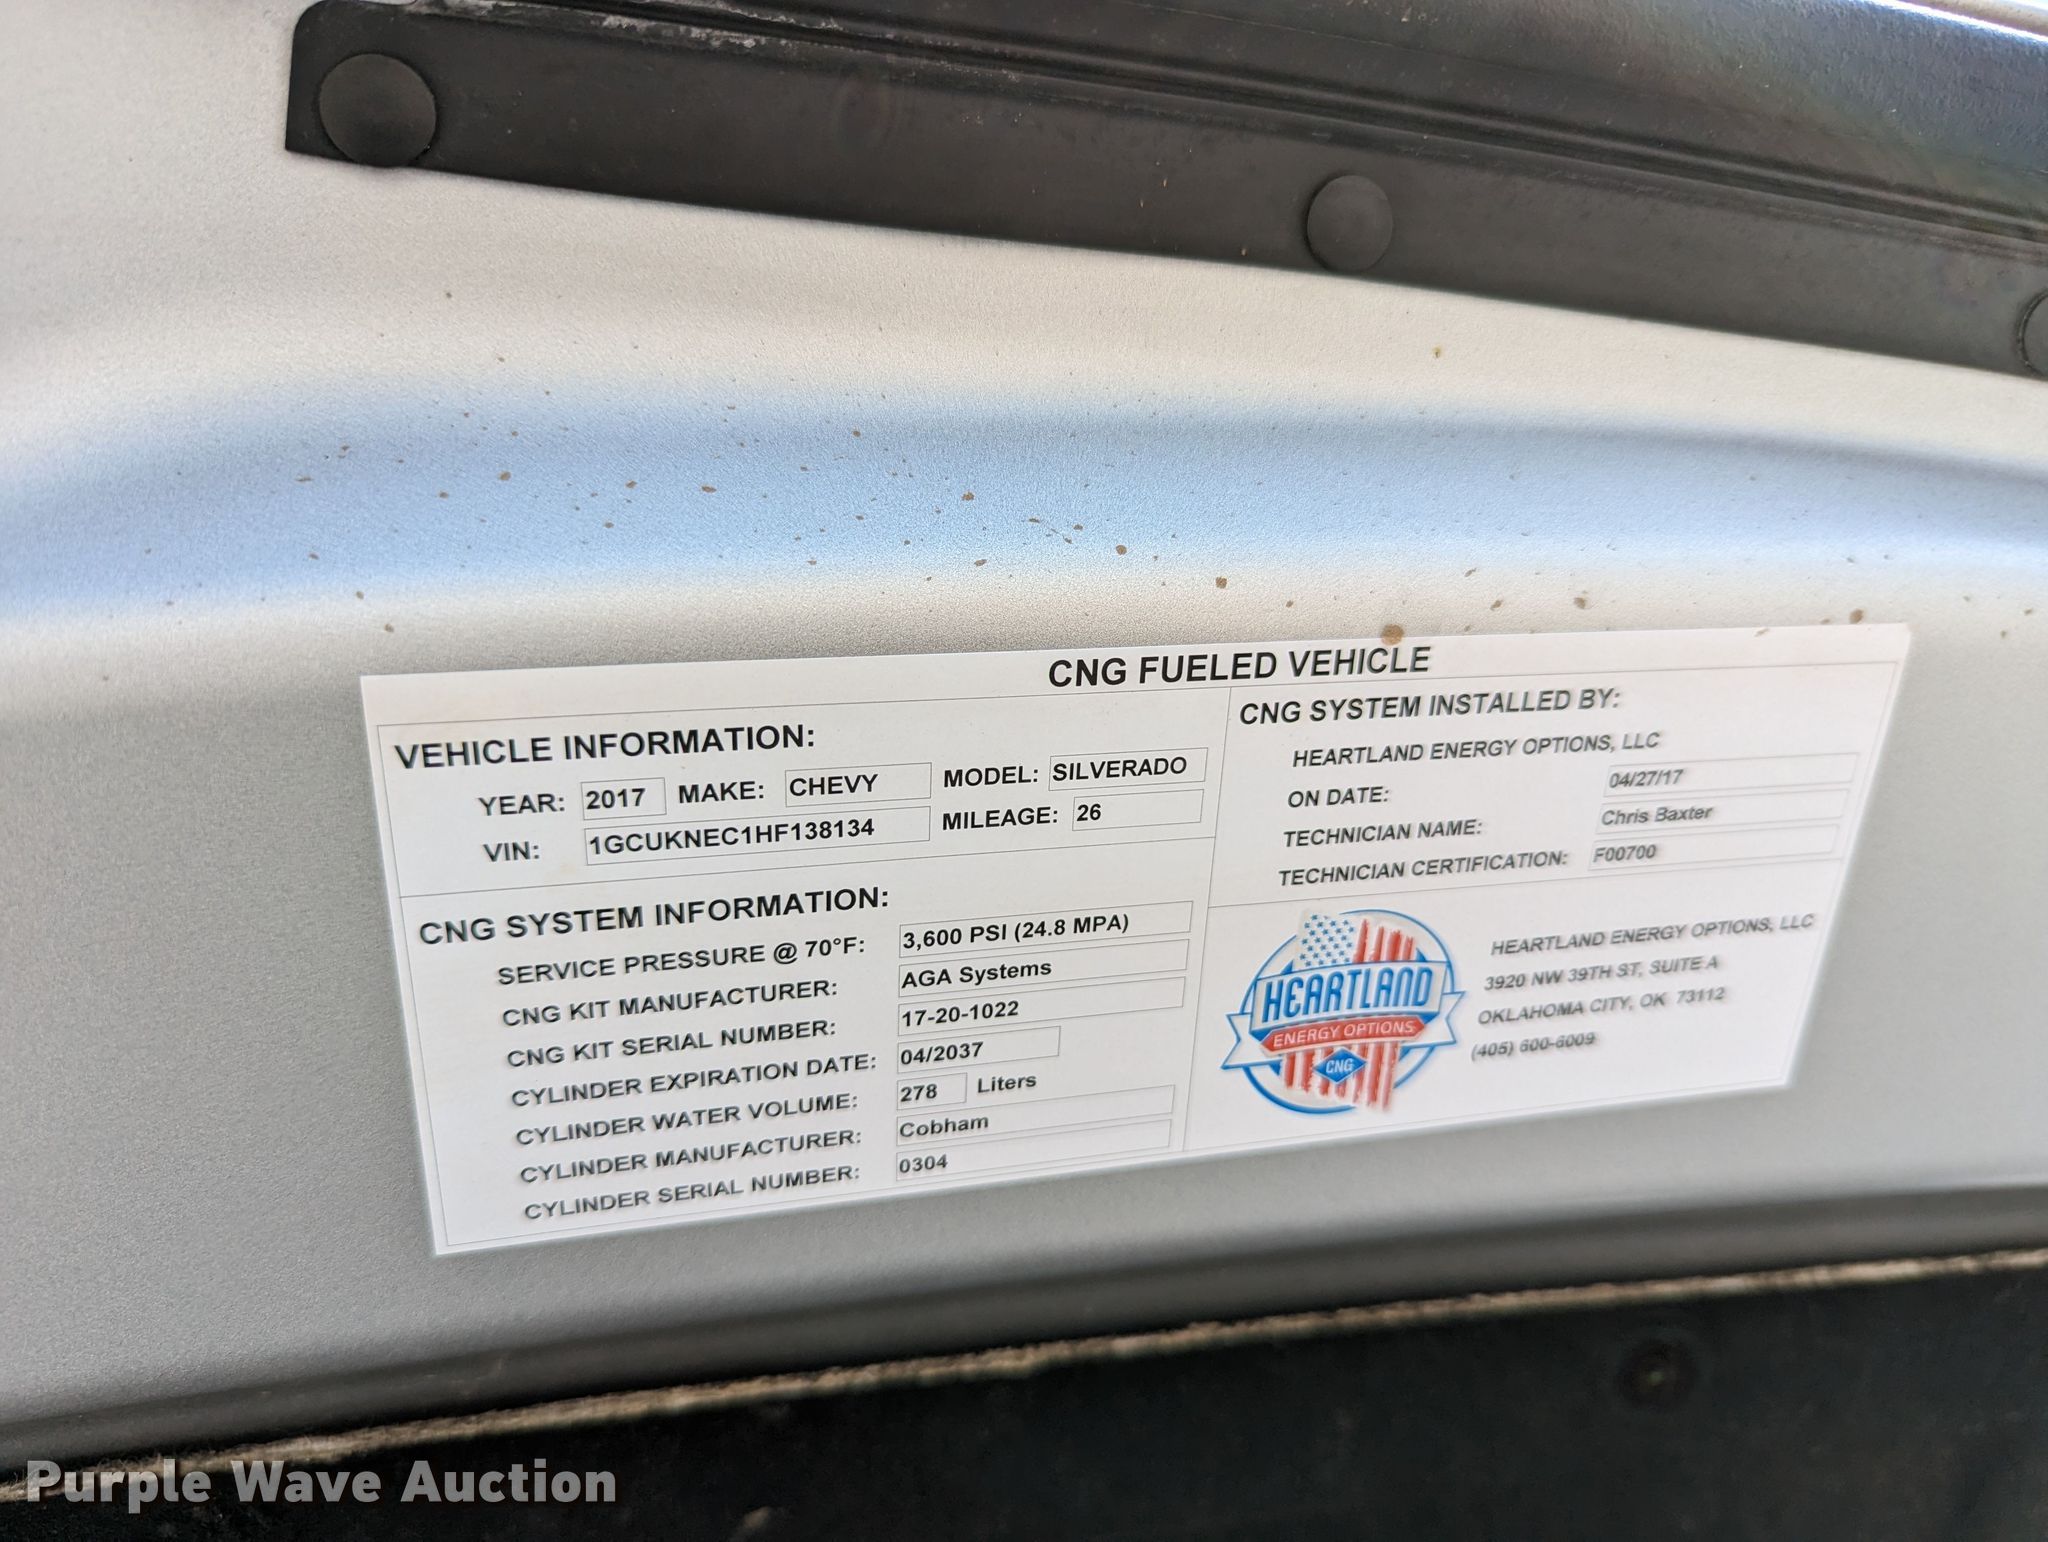 CNG FUELED VEHICLE
VEHICLE INFORMATION:
YEAR: 2017 MAKE: CHEVY MODEL: SILVERADO
VIN: 1GCUKNEC1HF138134 MILEAGE: 26
CNG SYSTEM INFORMATION:
SERVICE PRESSURE @ 70°F: 3,600 PSI (24.8 MPA)
CNG KIT MANUFACTURER: AGA Systems
CNG KIT SERIAL NUMBER: 17-20-1022
CYLINDER EXPIRATION DATE: 04/2037
CYLINDER WATER VOLUME: 278 Liters
CYLINDER MANUFACTURER: Cobham
CYLINDER SERIAL NUMBER: 0304
CNG SYSTEM INSTALLED BY:
HEARTLAND ENERGY OPTIONS, LLC
ON DATE: 04/27/17
TECHNICIAN NAME: Chris Baxter
TECHNICIAN CERTIFICATION: F00700
HEARTLAND
ENERGY OPTIONS
CNG
HEARTLAND ENERGY OPTIONS, LLC
3920 NW 39TH ST, SUITE A
OKLAHOMA CITY, OK 73112
(405) 600-6009
Purple Wave Auction